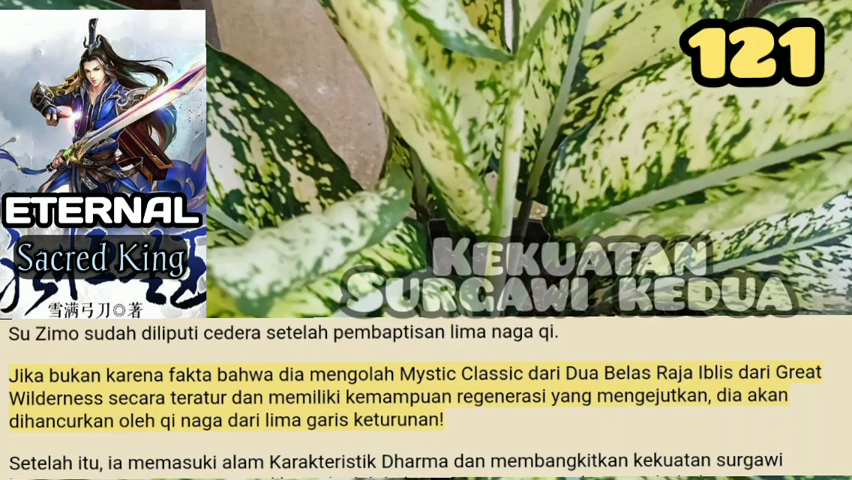 121
ETERNAL
Sacred King
雪满弓刀◎著
KEKUATAN
SURGAWI KEDUA
Su Zimo sudah diliputi cedera setelah pembaptisan lima naga qi.
Jika bukan karena fakta bahwa dia mengolah Mystic Classic dari Dua Belas Raja Iblis dari Great
Wilderness secara teratur dan memiliki kemampuan regenerasi yang mengejutkan, dia akan
dihancurkan oleh qi naga dari lima garis keturunan!
Setelah itu, ia memasuki alam Karakteristik Dharma dan membangkitkan kekuatan surgawi